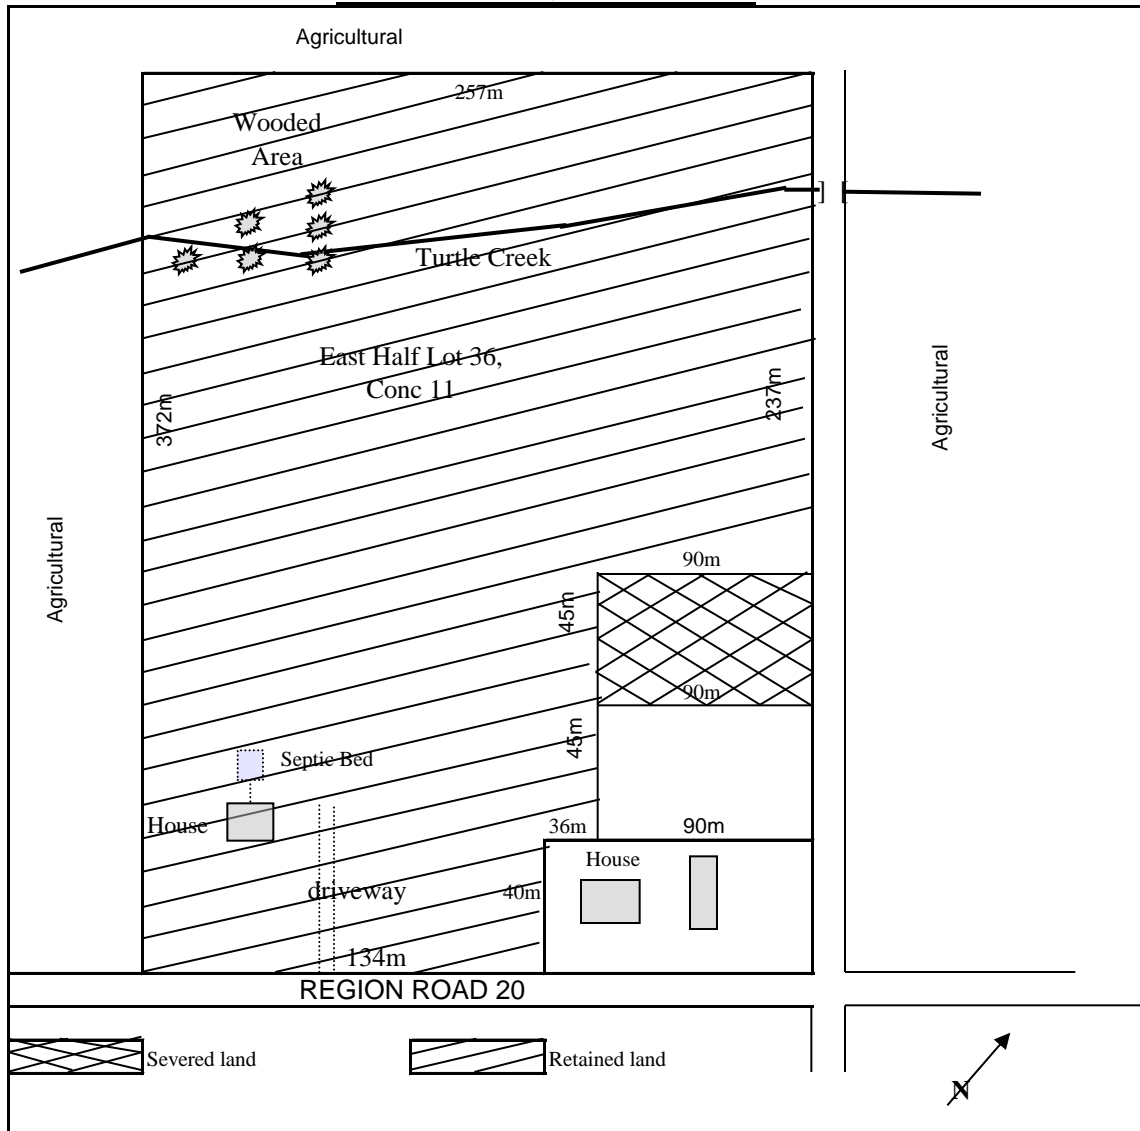 Agricultural
257m
Wooded
Area
] [
Turtle Creek
East Half Lot 36,
Conc 11
372m
237m
Agricultural
Agricultural
90m
45m
90m
45m
Septic Bed
House
36m
90m
House
driveway
40m
134m
REGION ROAD 20
Severed land
Retained land
N